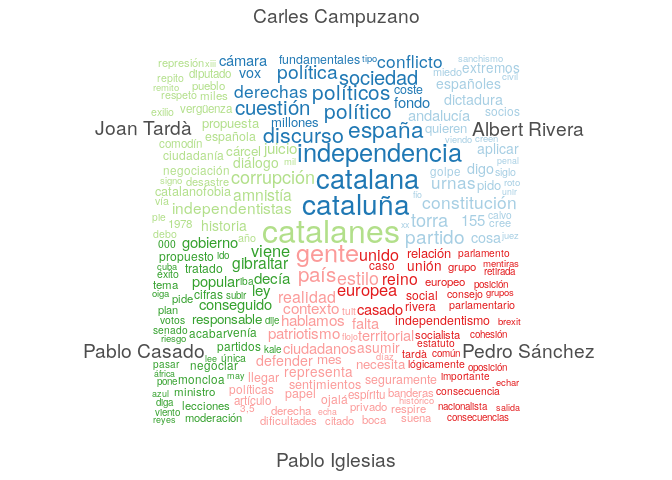 Carles Campuzano
represión xiii cámara fundamentales tipo conflicto sanchismo
repito diputado vox política sociedad miedo extremos
remito pueblo derechas políticos coste españoles civil
respeto miles cuestión político fondo dictadura
exilio vergüenza millones andalucía socios
Joan Tardà propuesta discurso españa quieren Albert Rivera
comodín española juicio viendo creen
ciudadanía cárcel mil independencia aplicar
negociación diálogo golpe digo penal
signo desastre corrupción catalana urnas siglo
catalanofobia amnistía pido roto
vía independentistas cataluña fío constitución unir
pie 1978 historia torra 155 calvo
debo año catalanes xx partido cosa cree juez
000 gobierno viene gente unido relación parlamento
propuesto ido gibraltar caso unión grupo mentiras
cuba tratado decía país estilo reino retirada
éxito popular iba europea europeo posición
tema cifras subir ley realidad social consejo grupos
oiga pide conseguido contexto tuit casado rivera parlamentario
plan responsable dije hablamos falta independentismo brexit
votos acabar venía patriotismo flojo territorial socialista cohesión
senado partidos kale ciudadanos asumir estatuto
riesgo
Pablo Casado lee única mes díaz tardà común Pedro Sánchez
pasar negociar defender necesita lógicamente oposición
áfrica moncloa may llegar representa seguramente importante
pone políticas sentimientos banderas echar
azul ministro artículo papel espíritu consecuencia
diga lecciones 3,5 ojalá privado histórico nacionalista salida
viento derecha echa respire consecuencias
reyes moderación dificultades citado boca suena
Pablo Iglesias